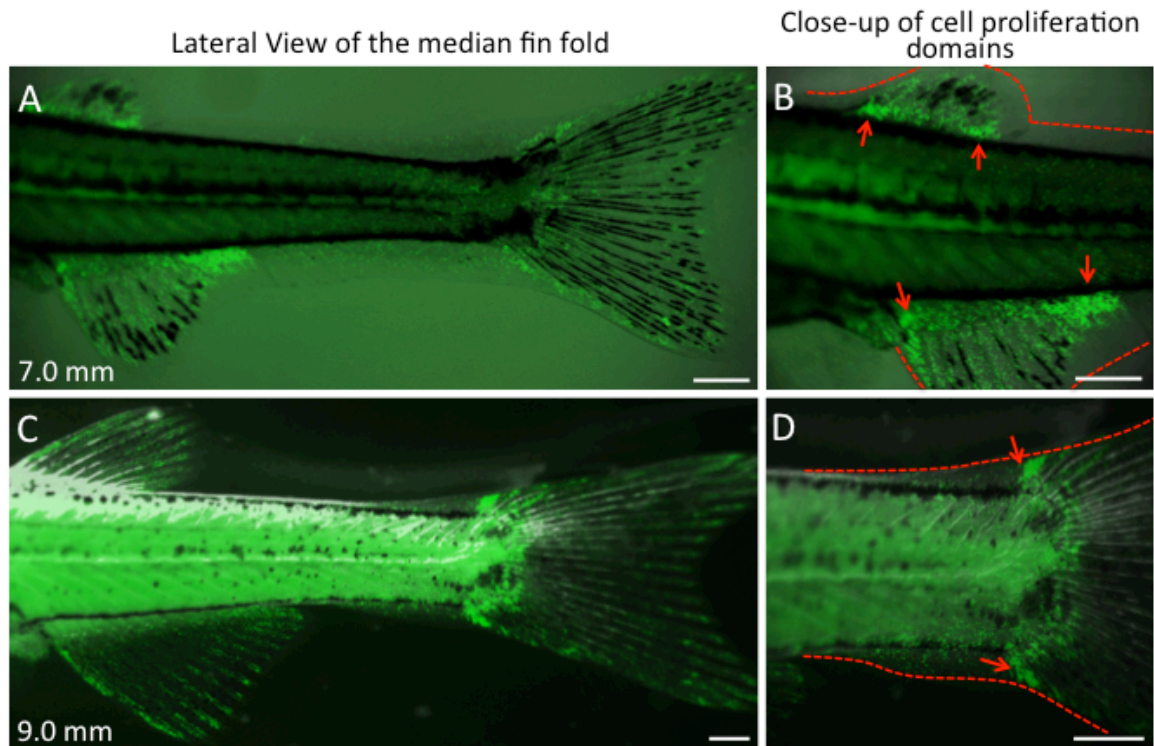 Lateral View of the median fin fold
Close-up of cell proliferation
domains
A
B
7.0 mm
C
D
9.0 mm